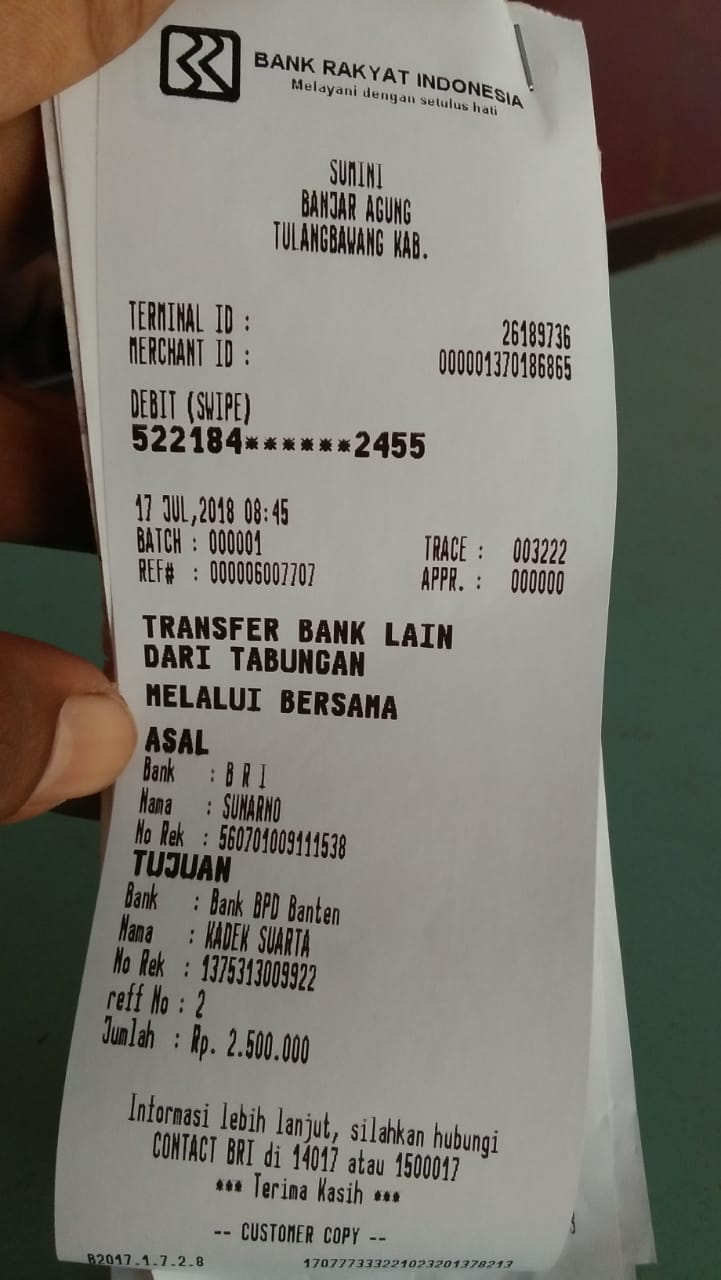 BANK RAKYAT INDONESIA
Melayani dengan setulus hati
SUMINI
BANJAR AGUNG
TULANGBAWANG KAB.
TERMINAL ID : 26189736
MERCHANT ID : 000001370186865
DEBIT (SWIPE)
522184******2455
17 JUL,2018 08:45
BATCH : 000001 TRACE : 003222
REF# : 000006007707 APPR. : 000000
TRANSFER BANK LAIN
DARI TABUNGAN
MELALUI BERSAMA
ASAL
Bank : B R I
Nama : SUNARNO
No Rek : 560701009111538
TUJUAN
Bank : Bank BPD Banten
Nama : KADEK SUARTA
No Rek : 1375313009922
reff No : 2
Jumlah : Rp. 2.500.000
Informasi lebih lanjut, silahkan hubungi
CONTACT BRI di 14017 atau 1500017
*** Terima Kasih ***
-- CUSTOMER COPY --
B2017.1.7.2.8 1707773332210232013​78213